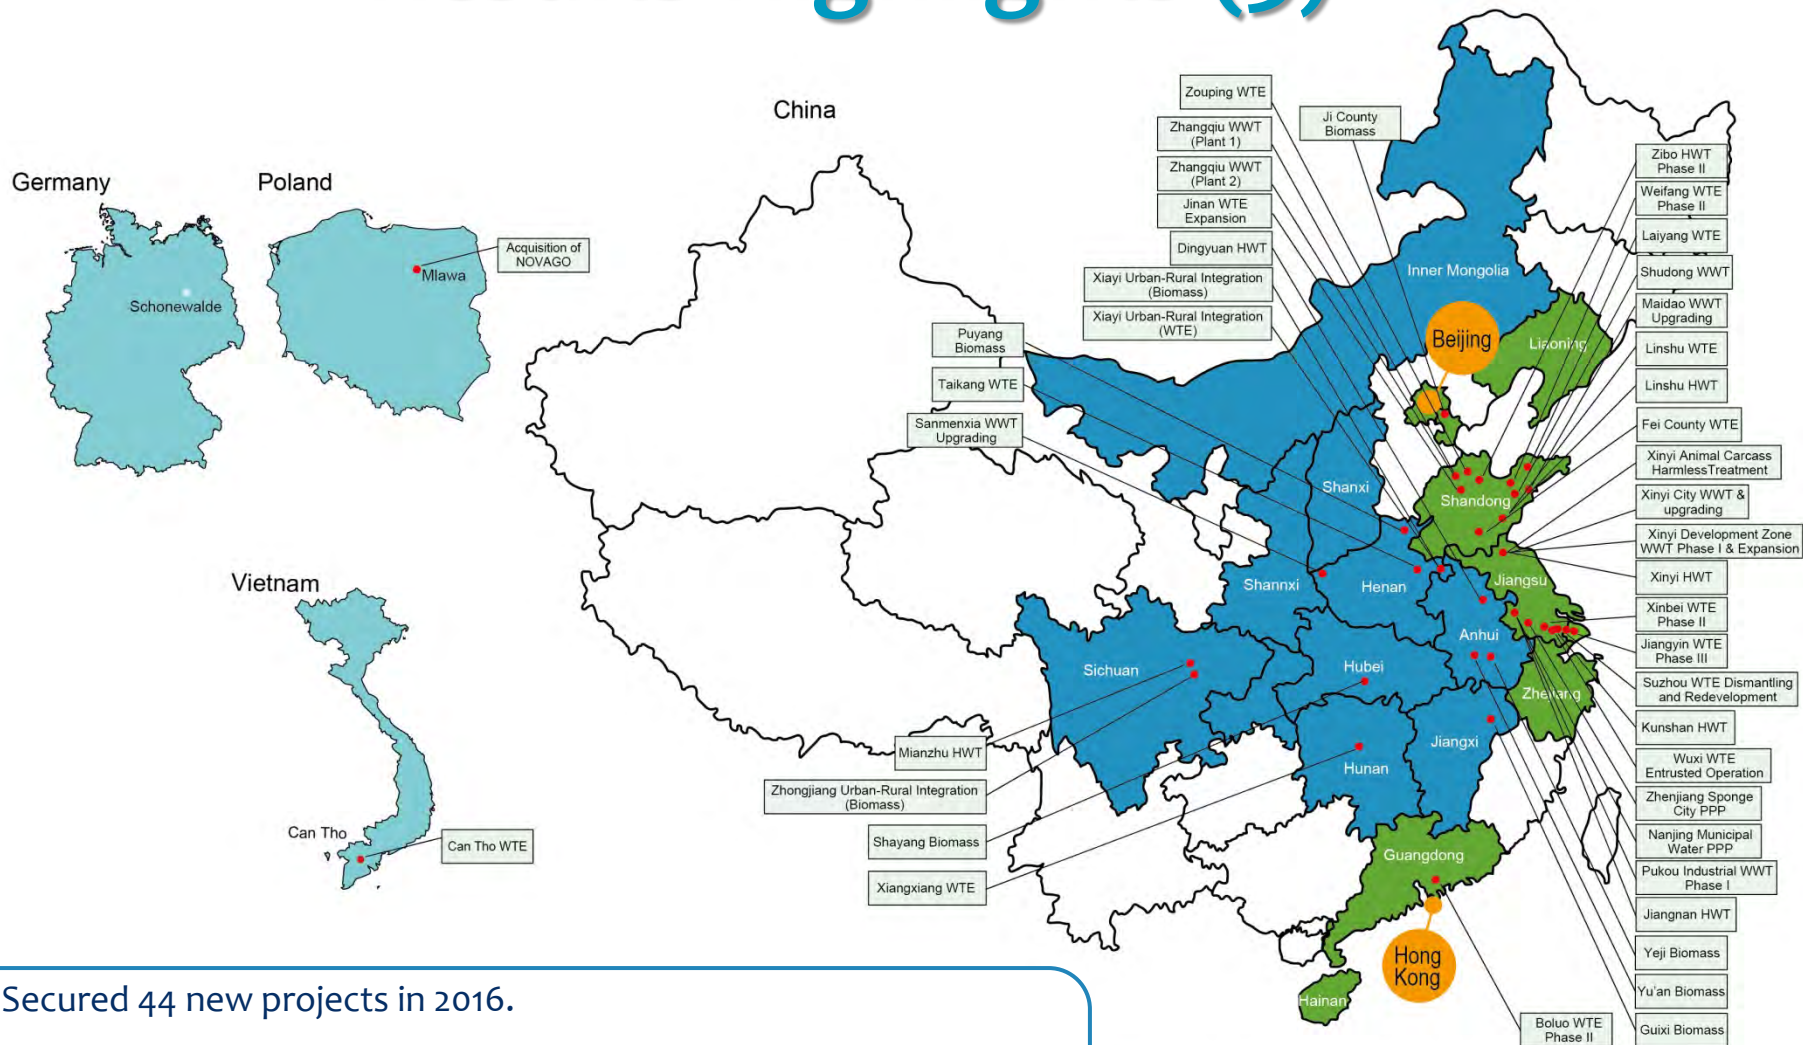 China
Germany
Poland
Schonewalde
Mlawa
Acquisition of
NOVAGO
Vietnam
Can Tho
Can Tho WTE
Zouping WTE
Zhangqiu WWT
(Plant 1)
Zhangqiu WWT
(Plant 2)
Jinan WTE
Expansion
Dingyuan HWT
Xiayi Urban-Rural Integration
(Biomass)
Xiayi Urban-Rural Integration
(WTE)
Puyang
Biomass
Taikang WTE
Sanmenxia WWT
Upgrading
Ji County
Biomass
Inner Mongolia
Beijing
Liaoning
Shanxi
Shandong
Shannxi
Henan
Jiangsu
Anhui
Sichuan
Hubei
Zhejiang
Jiangxi
Hunan
Guangdong
Hong
Kong
Hainan
Mianzhu HWT
Zhongjiang Urban-Rural Integration
(Biomass)
Shayang Biomass
Xiangxiang WTE
Zibo HWT
Phase II
Weifang WTE
Phase II
Laiyang WTE
Shudong WWT
Maidao WWT
Upgrading
Linshu WTE
Linshu HWT
Fei County WTE
Xinyi Animal Carcass
HarmlessTreatment
Xinyi City WWT &
upgrading
Xinyi Development Zone
WWT Phase I & Expansion
Xinyi HWT
Xinbei WTE
Phase II
Jiangyin WTE
Phase III
Suzhou WTE Dismantling
and Redevelopment
Kunshan HWT
Wuxi WTE
Entrusted Operation
Zhenjiang Sponge
City PPP
Nanjing Municipal
Water PPP
Pukou Industrial WWT
Phase I
Jiangnan HWT
Yeji Biomass
Yu'an Biomass
Guixi Biomass
Boluo WTE
Phase II
Secured 44 new projects in 2016.